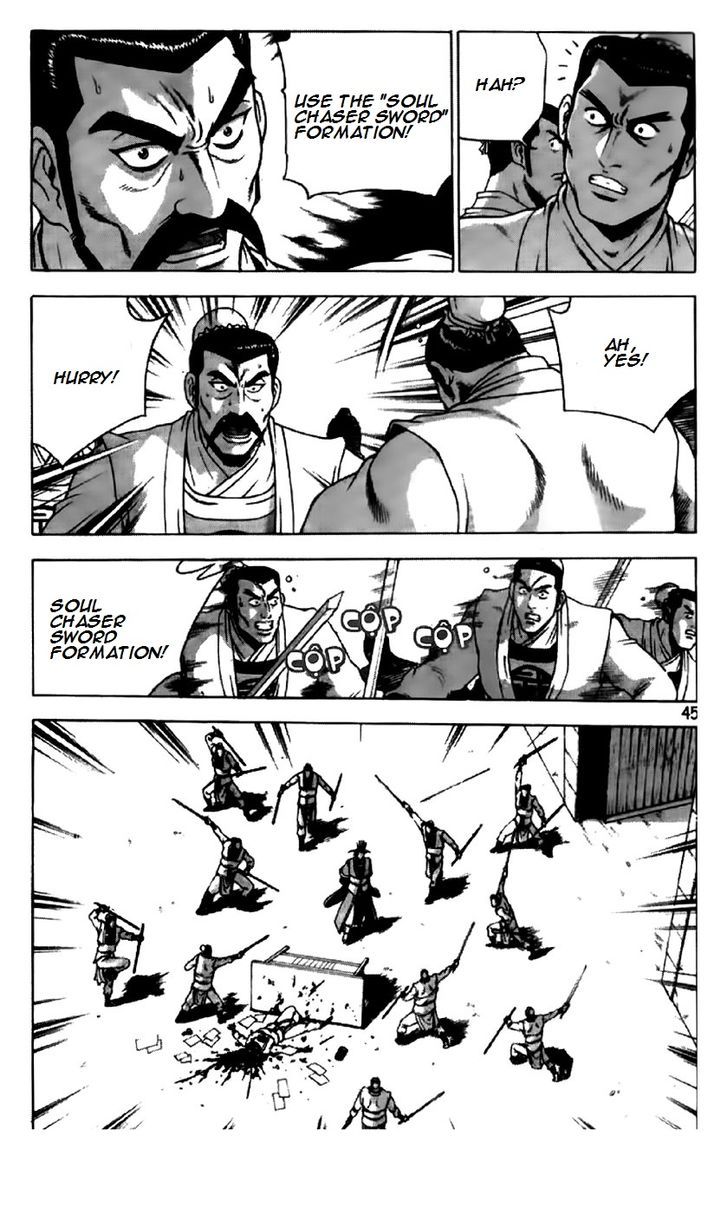 USE THE "SOUL
CHASER SWORD"
FORMATION!
HAH?
HURRY!
AH,
YES!
SOUL
CHASER
SWORD
FORMATION!
CỘP
CỘP
CỘP
45